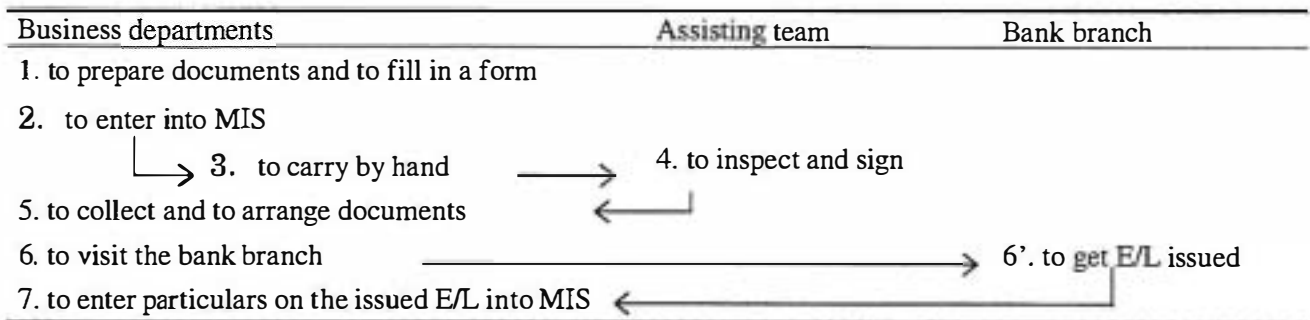 Business departments Assisting team Bank branch
1. to prepare documents and to fill in a form
2. to enter into MIS
3. to carry by hand 4. to inspect and sign
5. to collect and to arrange documents
6. to visit the bank branch 6’. to get E/L issued
7. to enter particulars on the issued E/L into MIS